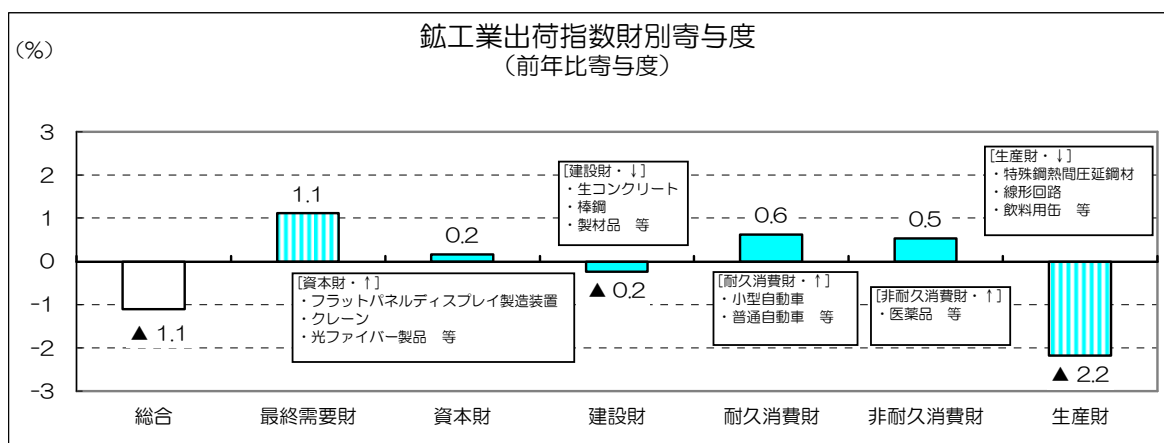 鉱工業出荷指数財別寄与度
(前年比寄与度)
(%)
3
2
1
0
-1
-2
-3
▲ 1.1
1.1
0.2
▲ 0.2
0.6
0.5
▲ 2.2
[資本財・↑]
・フラットパネルディスプレイ製造装置
・クレーン
・光ファイバー製品 等
[建設財・↓]
・生コンクリート
・棒鋼
・製材品 等
[耐久消費財・↑]
・小型自動車
・普通自動車 等
[非耐久消費財・↑]
・医薬品 等
[生産財・↓]
・特殊鋼熱間圧延鋼材
・線形回路
・飲料用缶 等
総合
最終需要財
資本財
建設財
耐久消費財
非耐久消費財
生産財